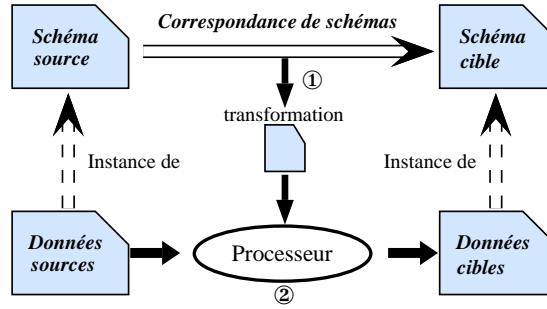 Correspondance de schémas
Schéma
source
Schéma
cible
①
transformation
Instance de
Instance de
Données
sources
Processeur
Données
cibles
②